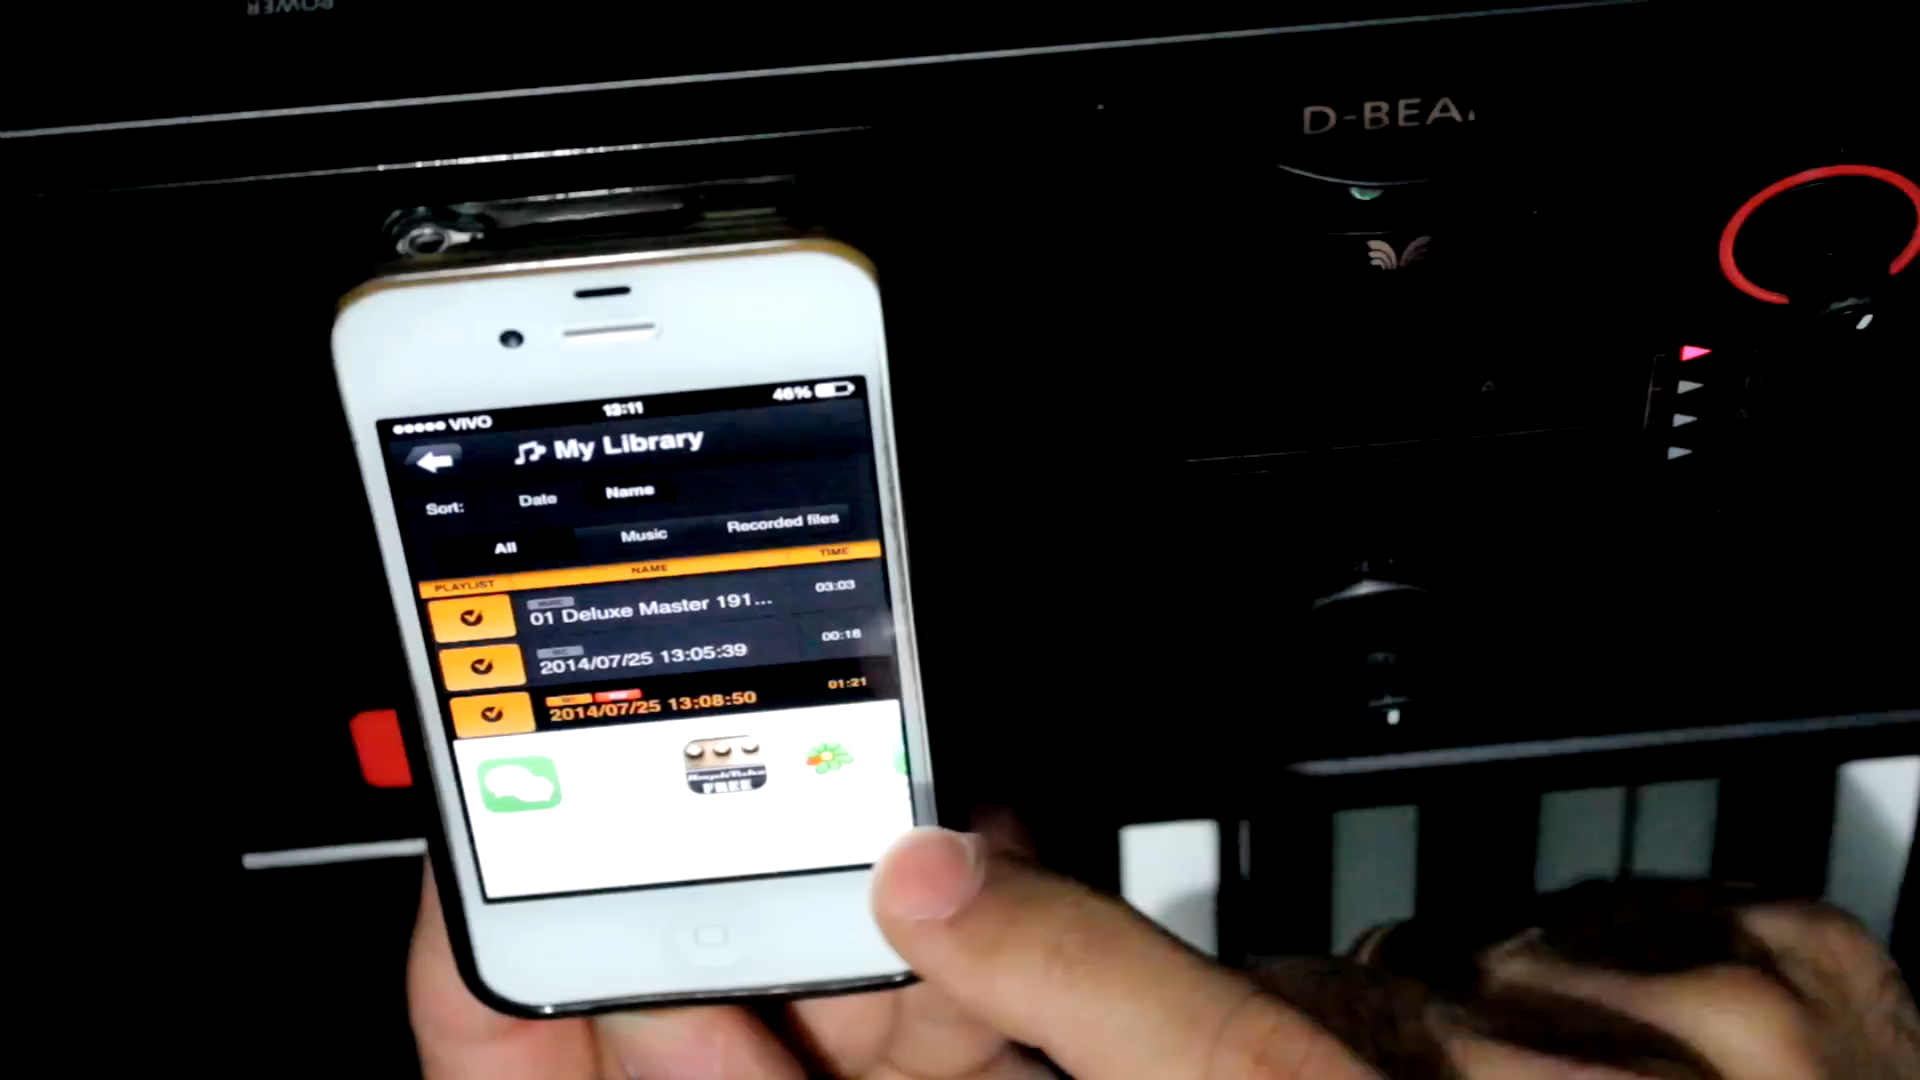 POWER
D-BEA
VIVO 13:11 46%
My Library
Sort: Date Name
All Music Recorded files
PLAYLIST NAME TIME
01 Deluxe Master 191... 03:03
2014/07/25 13:05:39 00:18
2014/07/25 13:08:50 01:21
FREE